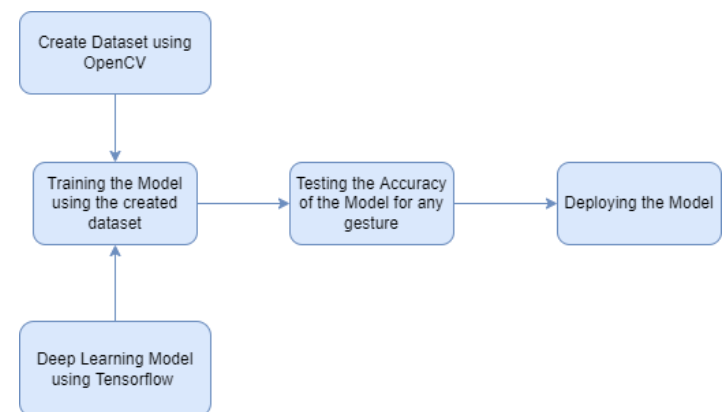 Create Dataset using
OpenCV
Training the Model
using the created
dataset
Testing the Accuracy
of the Model for any
gesture
Deploying the Model
Deep Learning Model
using Tensorflow